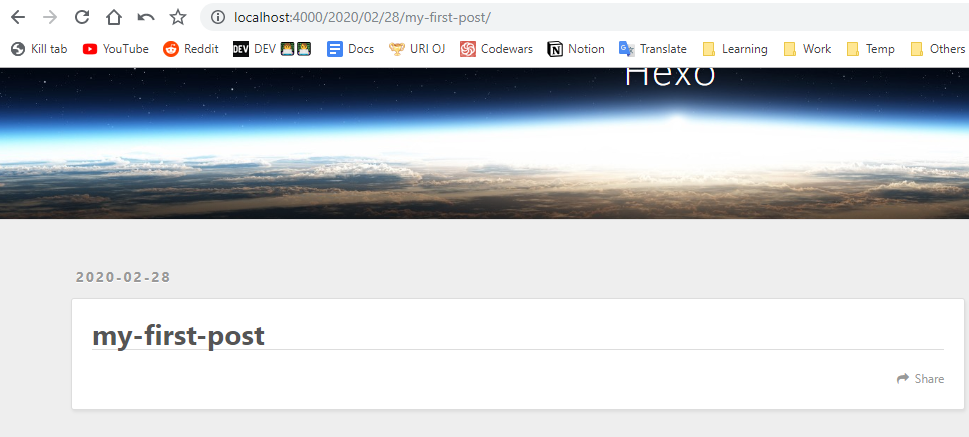 localhost:4000/2020/02/28/my-first-post/
Kill tab YouTube Reddit DEV DEV Docs URI OJ Codewars Notion Translate Learning Work Temp Others
Hexo
2020-02-28
my-first-post
Share